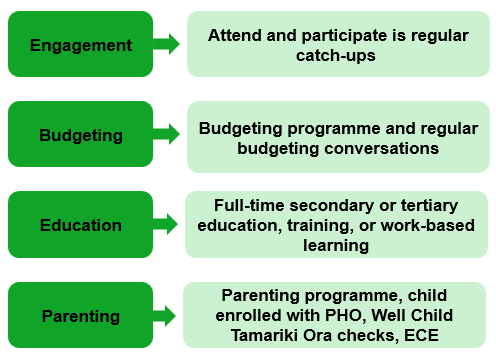 Engagement
Attend and participate is regular
catch-ups
Budgeting
Budgeting programme and regular
budgeting conversations
Education
Full-time secondary or tertiary
education, training, or work-based
learning
Parenting
Parenting programme, child
enrolled with PHO, Well Child
Tamariki Ora checks, ECE